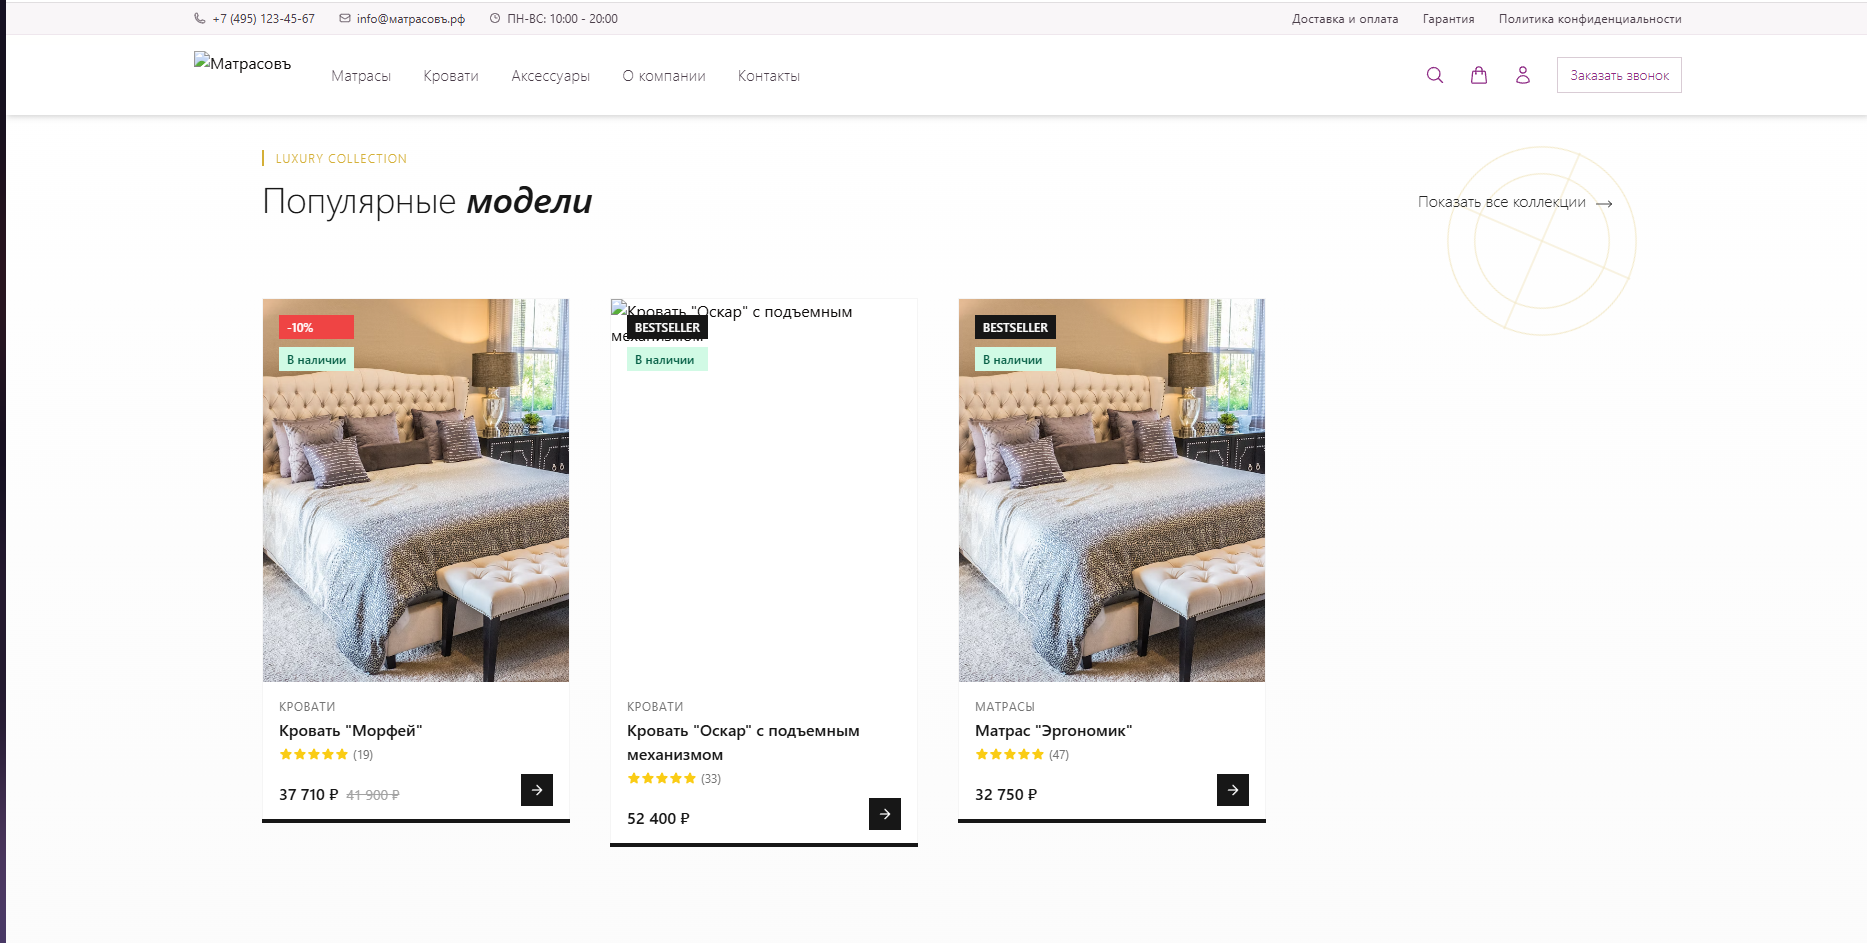 +7 (495) 123-45-67
info@матрасовъ.рф
ПН-ВС: 10:00 - 20:00
Доставка и оплата
Гарантия
Политика конфиденциальности
Матрасовъ
Матрасы
Кровати
Аксессуары
О компании
Контакты
Заказать звонок
LUXURY COLLECTION
Популярные модели
Показать все коллекции
-10%
В наличии
КРОВАТИ
Кровать "Морфей"
(19)
37 710 ₽ 41 900 ₽
Кровать "Оскар" с подъемным
механизмом
BESTSELLER
В наличии
КРОВАТИ
Кровать "Оскар" с подъемным
механизмом
(33)
52 400 ₽
BESTSELLER
В наличии
МАТРАСЫ
Матрас "Эргономик"
(47)
32 750 ₽